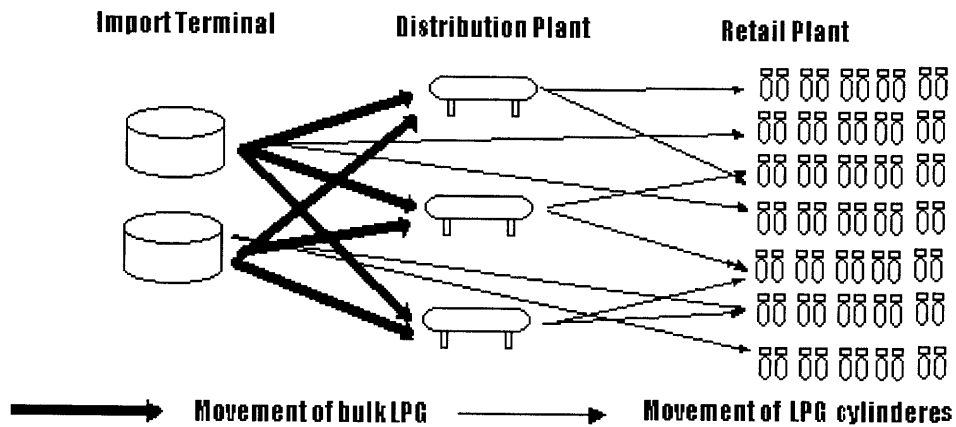 Import Terminal
Distribution Plant
Retail Plant
Movement of bulk LPG
Movement of LPG cylinderes